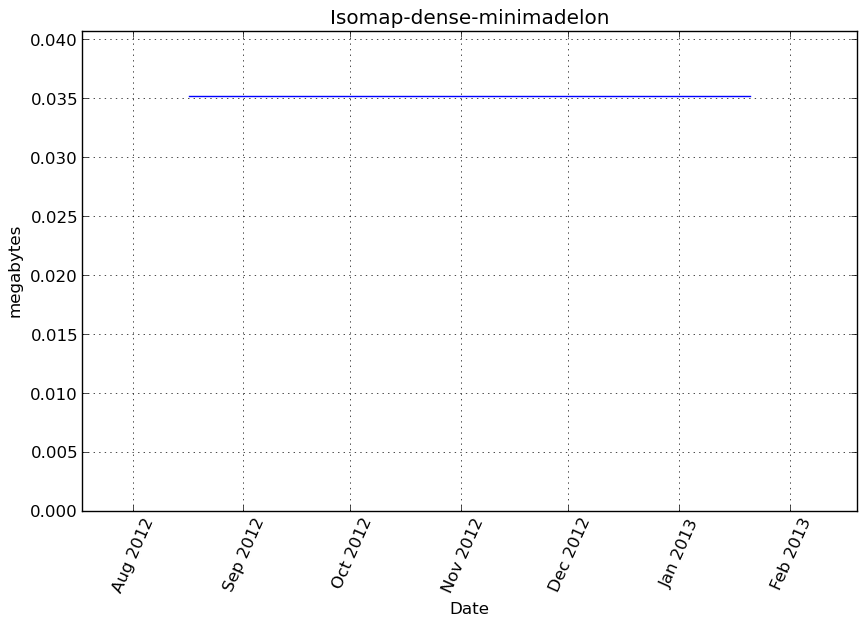 Isomap-dense-minimadelon
0.040
0.035
0.030
0.025
0.020
0.015
0.010
0.005
0.000
megabytes
Aug 2012
Sep 2012
Oct 2012
Nov 2012
Dec 2012
Jan 2013
Feb 2013
Date